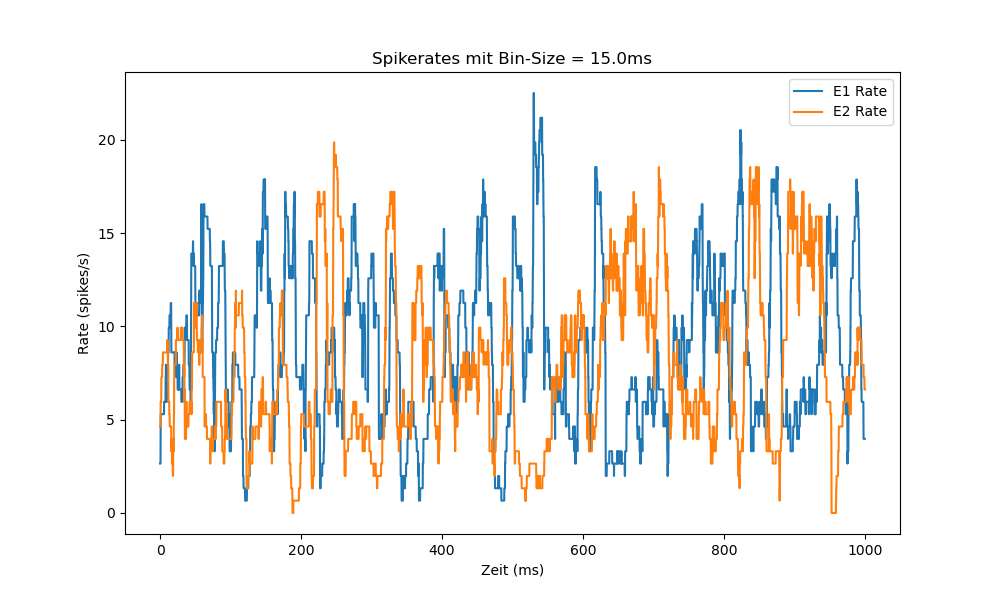 Spikerates mit Bin-Size = 15.0ms
E1 Rate
E2 Rate
20
15
10
5
0
Rate (spikes/s)
0 200 400 600 800 1000
Zeit (ms)